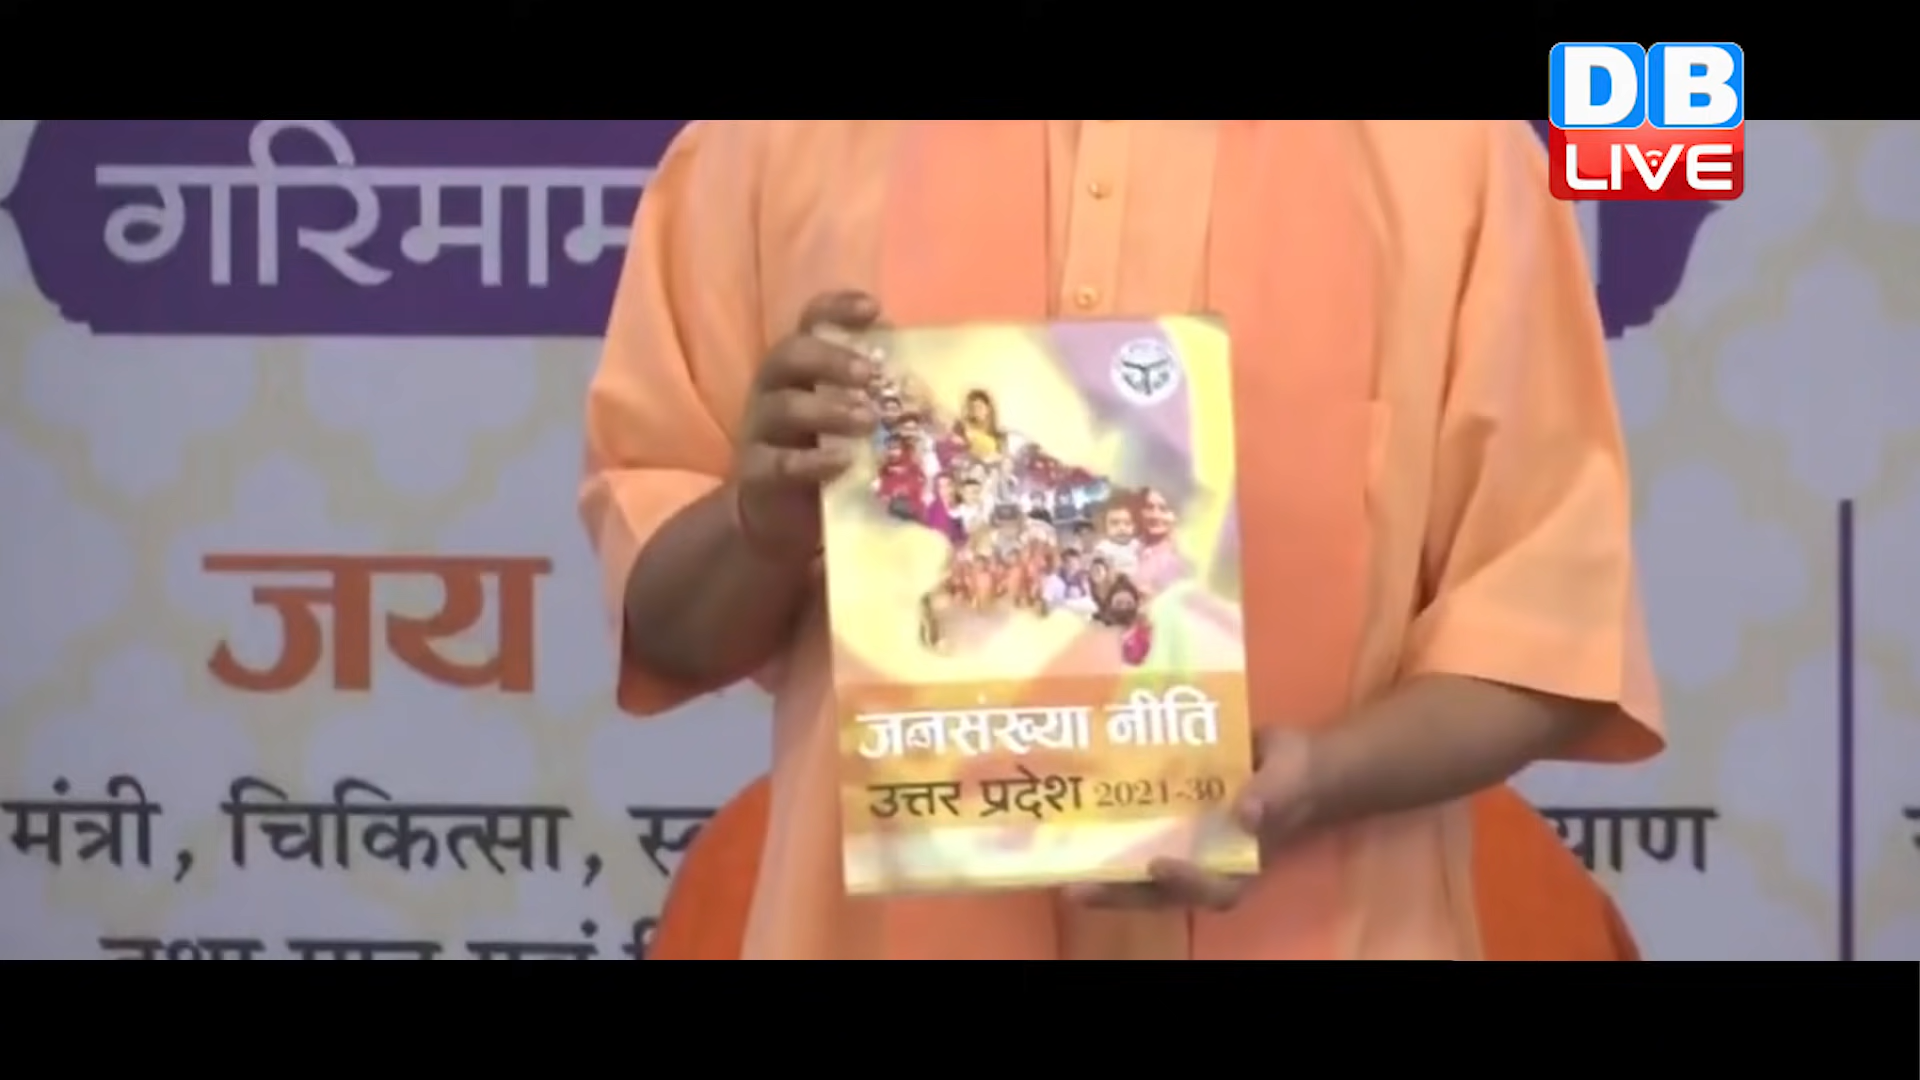 DB
LIVE
गरिमाम
जय
जनसंख्या नीति
उत्तर प्रदेश 2021-30
मंत्री, चिकित्सा, स्व
याण